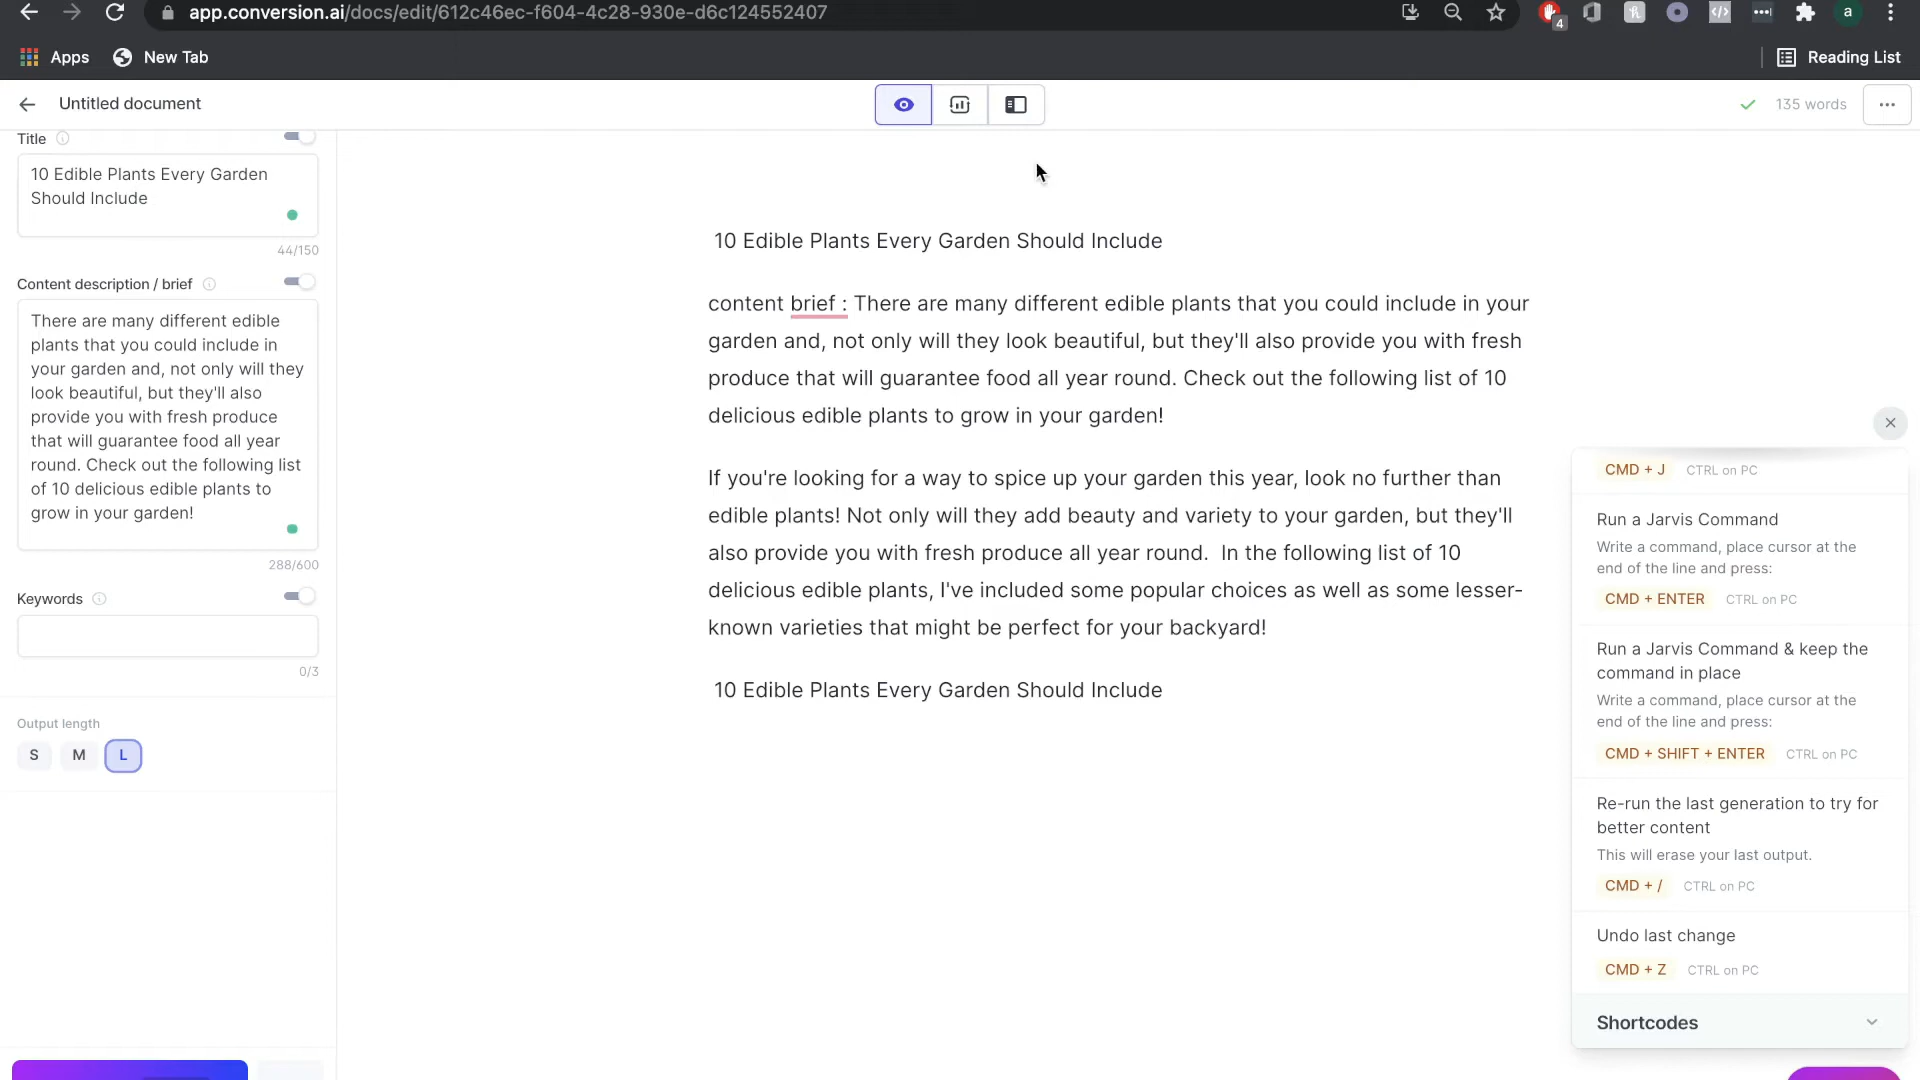 app.conversion.ai/docs/edit/612c46ec-f604-4c28-930e-d6c124552407
4
a
Apps
New Tab
Reading List
Untitled document
135 words
Title
10 Edible Plants Every Garden
Should Include
44/150
Content description / brief
There are many different edible
plants that you could include in
your garden and, not only will they
look beautiful, but they'll also
provide you with fresh produce
that will guarantee food all year
round. Check out the following list
of 10 delicious edible plants to
grow in your garden!
288/600
Keywords
0/3
Output length
S
M
L
10 Edible Plants Every Garden Should Include
content brief : There are many different edible plants that you could include in your
garden and, not only will they look beautiful, but they'll also provide you with fresh
produce that will guarantee food all year round. Check out the following list of 10
delicious edible plants to grow in your garden!
If you're looking for a way to spice up your garden this year, look no further than
edible plants! Not only will they add beauty and variety to your garden, but they'll
also provide you with fresh produce all year round.  In the following list of 10
delicious edible plants, I've included some popular choices as well as some lesser-
known varieties that might be perfect for your backyard!
10 Edible Plants Every Garden Should Include
CMD + J CTRL on PC
Run a Jarvis Command
Write a command, place cursor at the
end of the line and press:
CMD + ENTER CTRL on PC
Run a Jarvis Command & keep the
command in place
Write a command, place cursor at the
end of the line and press:
CMD + SHIFT + ENTER CTRL on PC
Re-run the last generation to try for
better content
This will erase your last output.
CMD + / CTRL on PC
Undo last change
CMD + Z CTRL on PC
Shortcodes